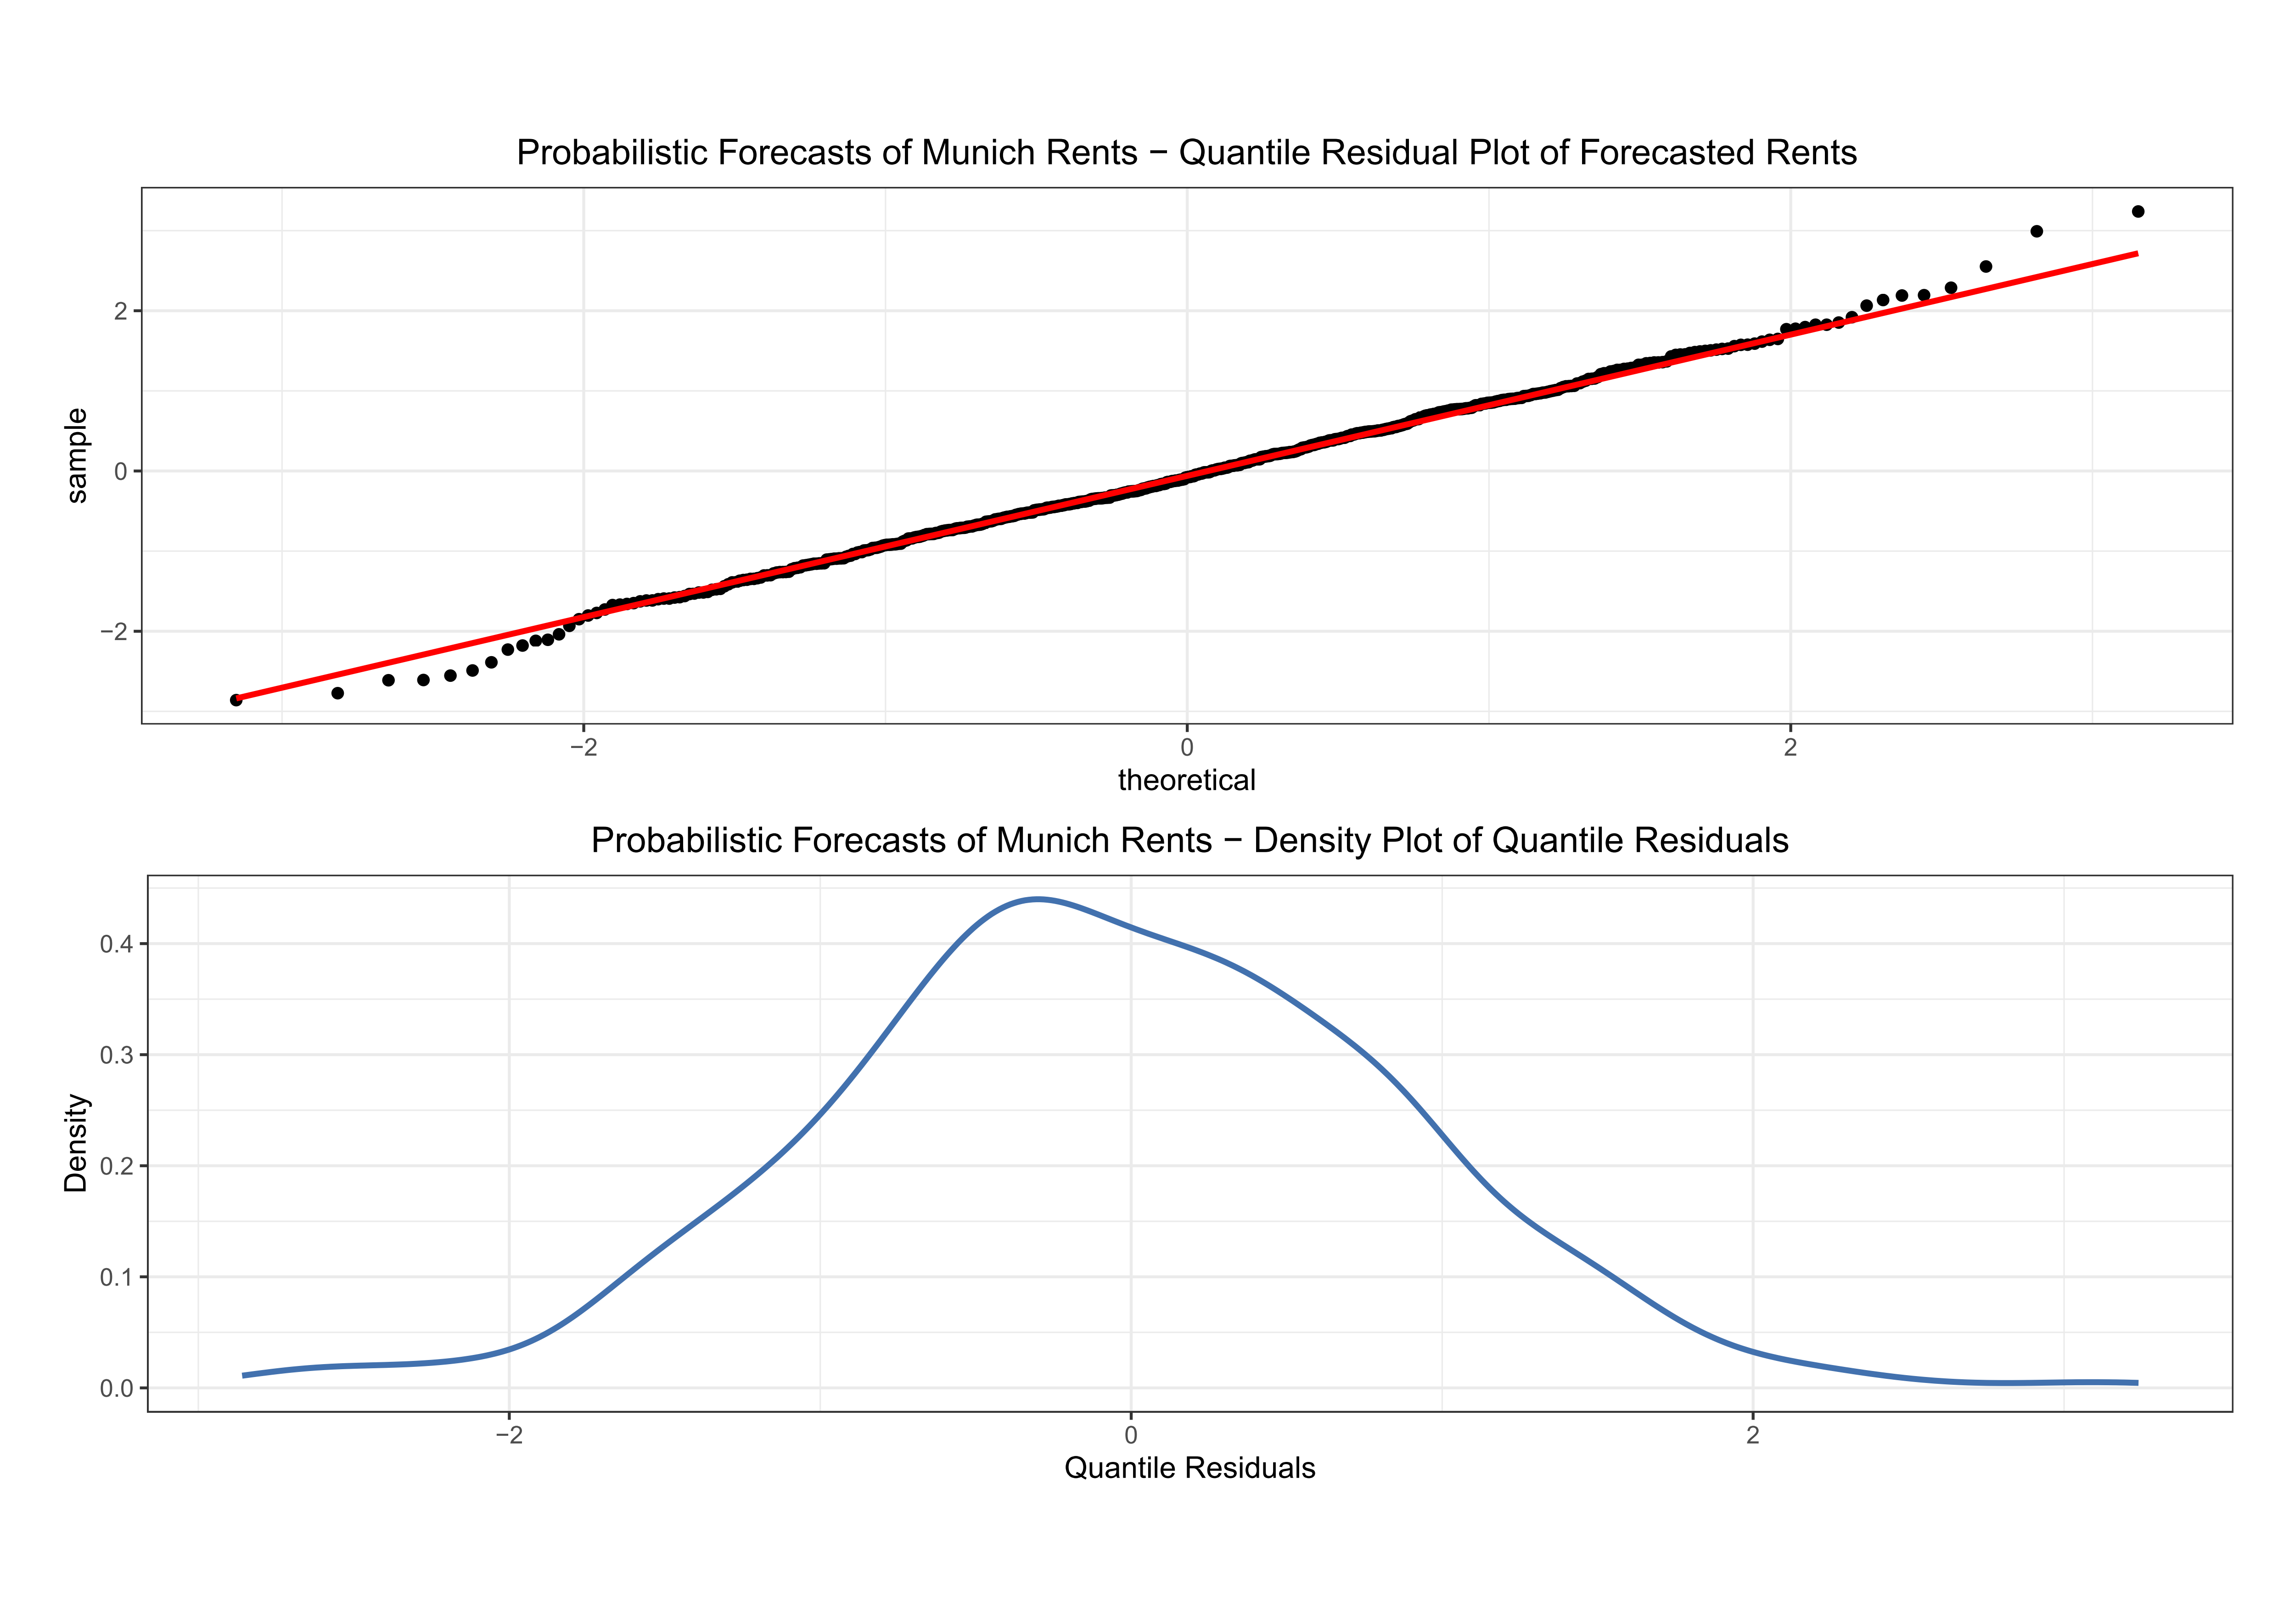 Probabilistic Forecasts of Munich Rents − Quantile Residual Plot of Forecasted Rents
2
0
−2
sample
−2 0 2
theoretical
Probabilistic Forecasts of Munich Rents − Density Plot of Quantile Residuals
0.4
0.3
0.2
0.1
0.0
Density
−2 0 2
Quantile Residuals